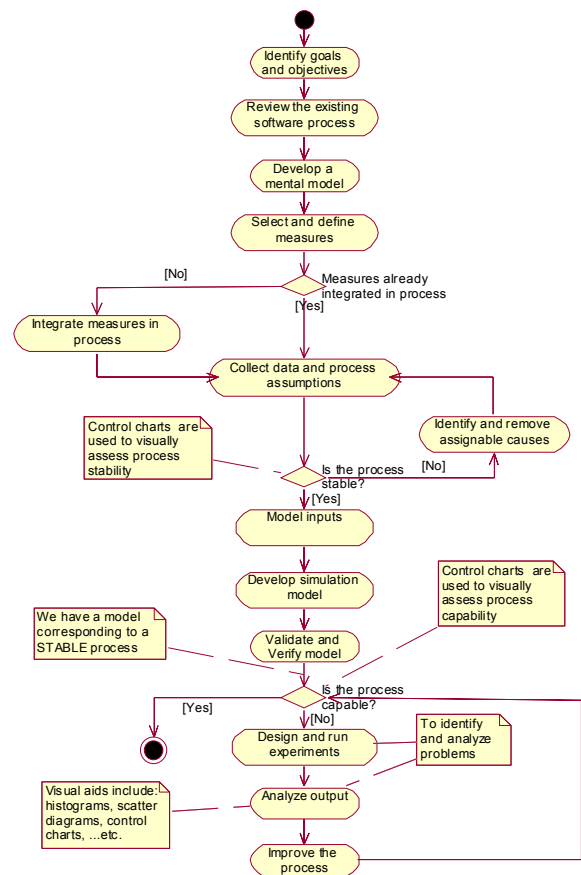 Identify goals
and objectives
Review the existing
software process
Develop a
mental model
Select and define
measures
[No]
Measures already
integrated in process
[Yes]
Integrate measures in
process
Collect data and process
assumptions
Control charts are
used to visually
assess process
stability
Identify and remove
assignable causes
Is the process
stable?
[No]
[Yes]
Model inputs
Develop simulation
model
Control charts are
used to visually
assess process
capability
We have a model
corresponding to a
STABLE process
Validate and
Verify model
Is the process
capable?
[Yes]
[No]
Design and run
experiments
To identify
and analyze
problems
Visual aids include:
histograms, scatter
diagrams, control
charts, ...etc.
Analyze output
Improve the
process